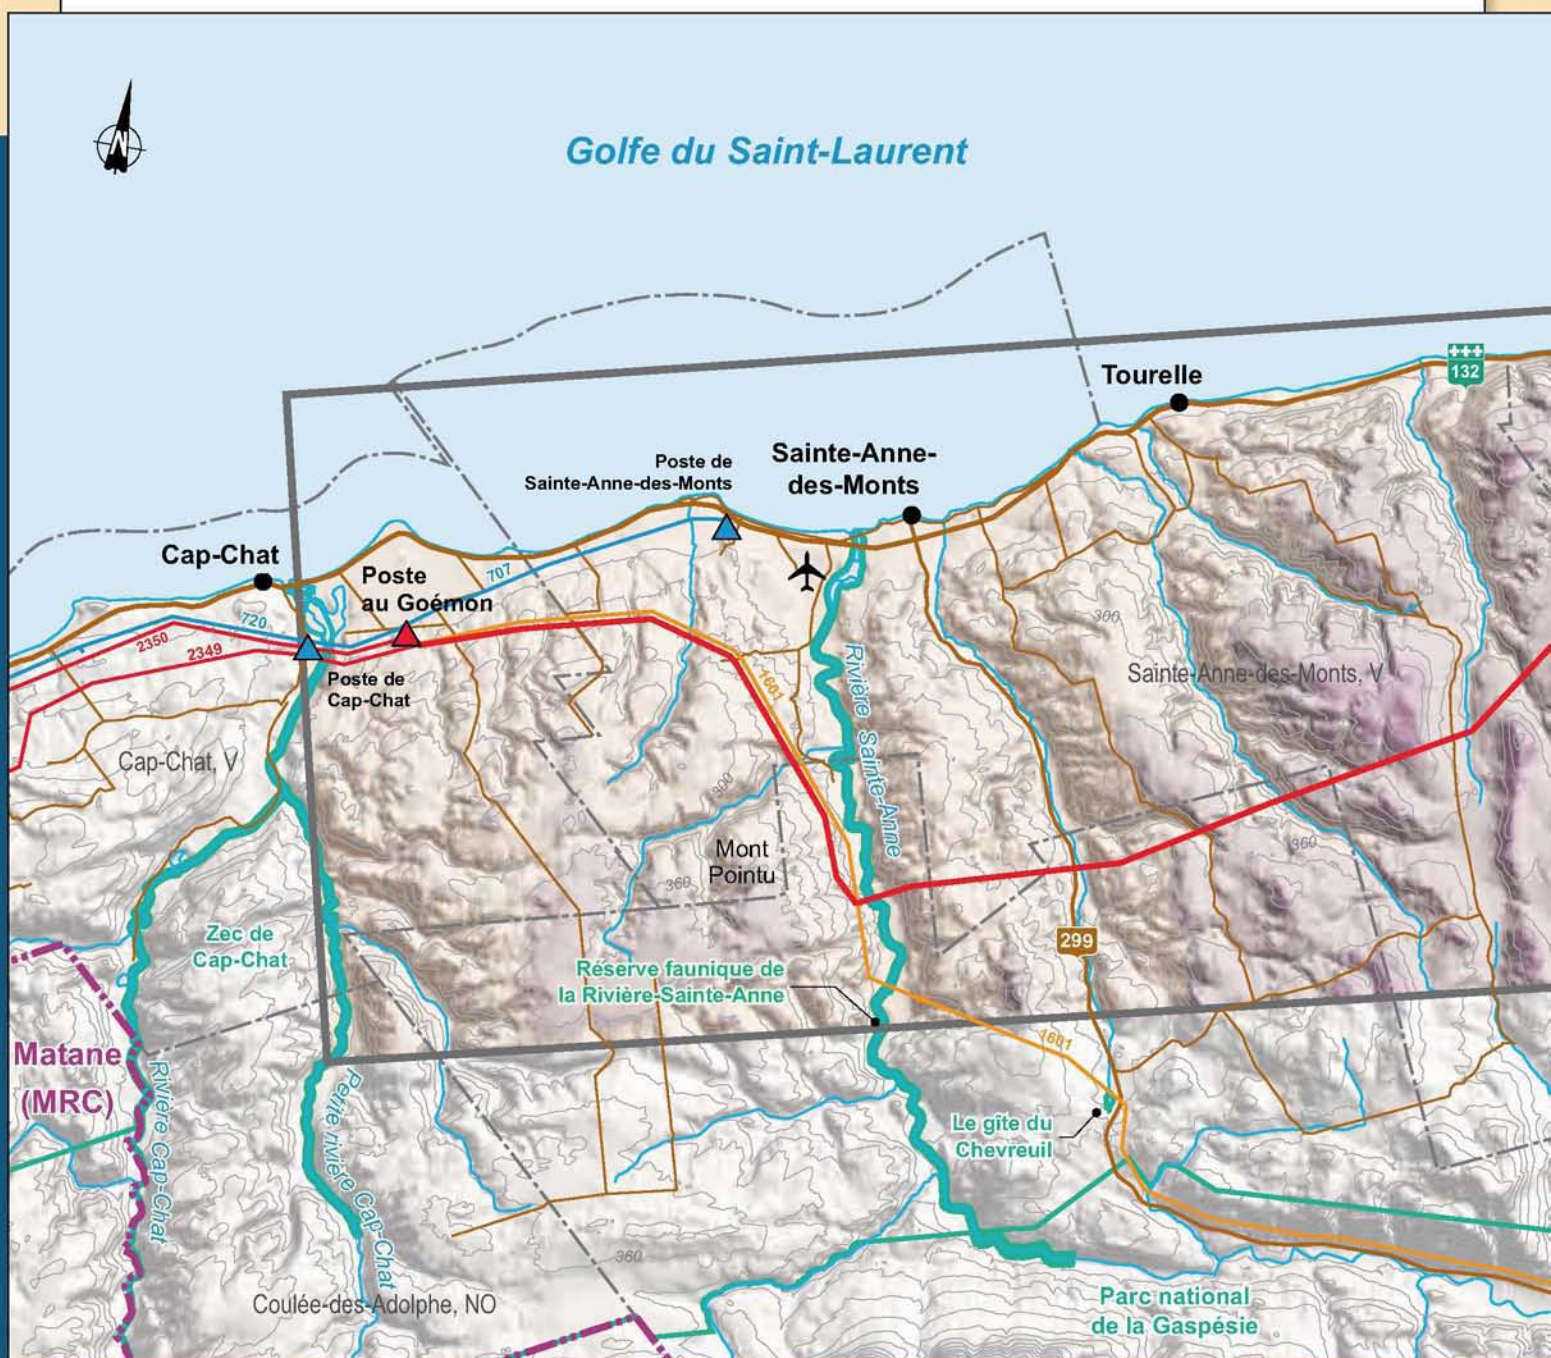 N
Golfe du Saint-Laurent
132
Tourelle
Sainte-Anne-
des-Monts
Poste de
Sainte-Anne-des-Monts
Cap-Chat
Poste
au Goémon
707
720
2350
2349
Poste de
Cap-Chat
300
Sainte-Anne-des-Monts, V
1601
Rivière Sainte-Anne
Cap-Chat, V
300
Mont
Pointu
360
360
Zec de
Cap-Chat
299
Réserve faunique de
la Rivière-Sainte-Anne
1601
Matane
(MRC)
Rivière Cap-Chat
Petite rivière Cap-Chat
Le gîte du
Chevreuil
360
Coulée-des-Adolphe, NO
Parc national
de la Gaspésie